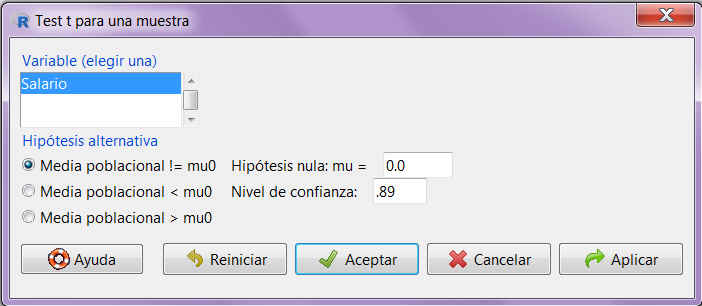 Test t para una muestra
Variable (elegir una)
Salario
Hipótesis alternativa
Media poblacional != mu0 Hipótesis nula: mu = 0.0
Media poblacional < mu0 Nivel de confianza: .89
Media poblacional > mu0
Ayuda Reiniciar Aceptar Cancelar Aplicar